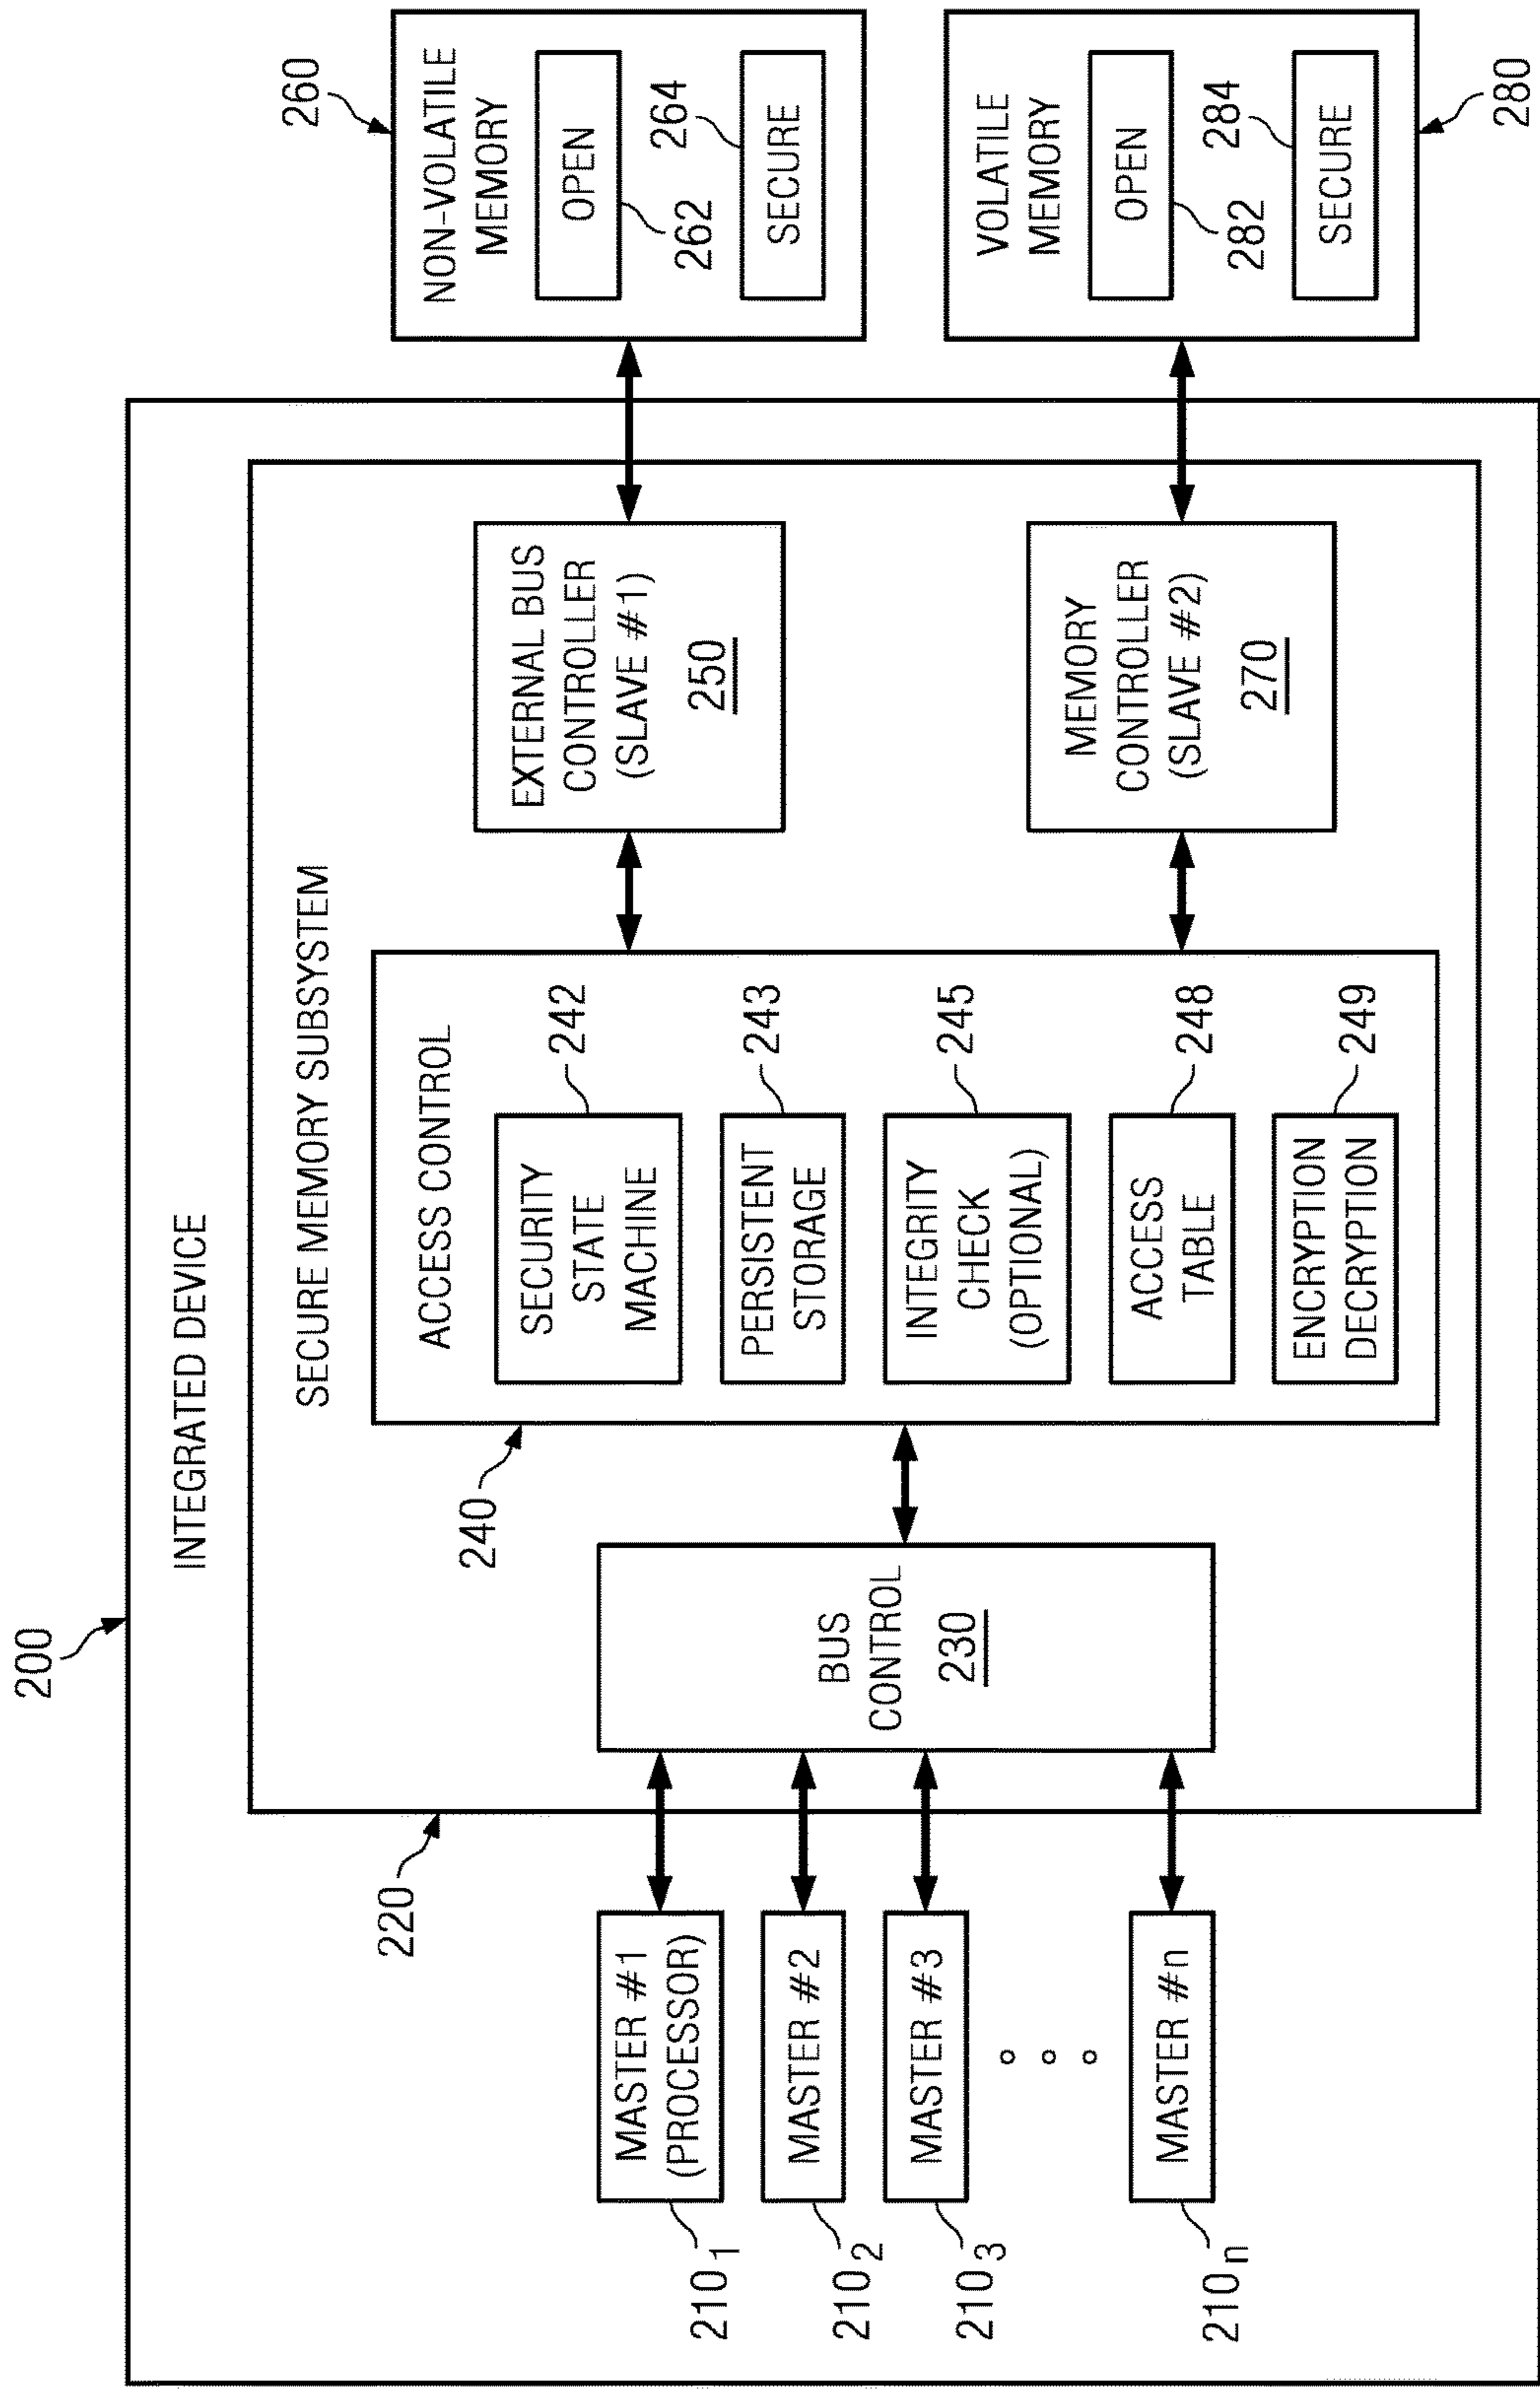 200
INTEGRATED DEVICE
220
SECURE MEMORY SUBSYSTEM
MASTER #1
(PROCESSOR)
210 1
MASTER #2
210 2
MASTER #3
210 3
MASTER #n
210 n
BUS
CONTROL
230
240
ACCESS CONTROL
SECURITY
STATE
MACHINE
242
PERSISTENT
STORAGE
243
INTEGRITY
CHECK
(OPTIONAL)
245
ACCESS
TABLE
248
ENCRYPTION
DECRYPTION
249
EXTERNAL BUS
CONTROLLER
(SLAVE #1)
250
MEMORY
CONTROLLER
(SLAVE #2)
270
260
NON-VOLATILE
MEMORY
OPEN
262
264
SECURE
VOLATILE
MEMORY
OPEN
282
284
SECURE
280